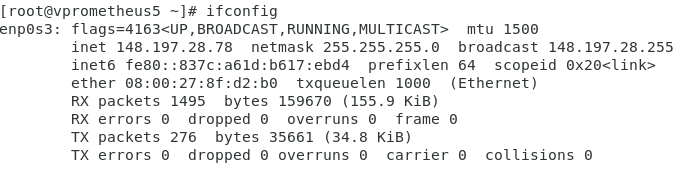 [root@vprometheus5 ~]# ifconfig
enp0s3: flags=4163<UP,BROADCAST,RUNNING,MULTICAST>  mtu 1500
        inet 148.197.28.78  netmask 255.255.255.0  broadcast 148.197.28.255
        inet6 fe80::837c:a61d:b617:ebd4  prefixlen 64  scopeid 0x20<link>
        ether 08:00:27:8f:d2:b0  txqueuelen 1000  (Ethernet)
        RX packets 1495  bytes 159670 (155.9 KiB)
        RX errors 0  dropped 0  overruns 0  frame 0
        TX packets 276  bytes 35661 (34.8 KiB)
        TX errors 0  dropped 0 overruns 0  carrier 0  collisions 0